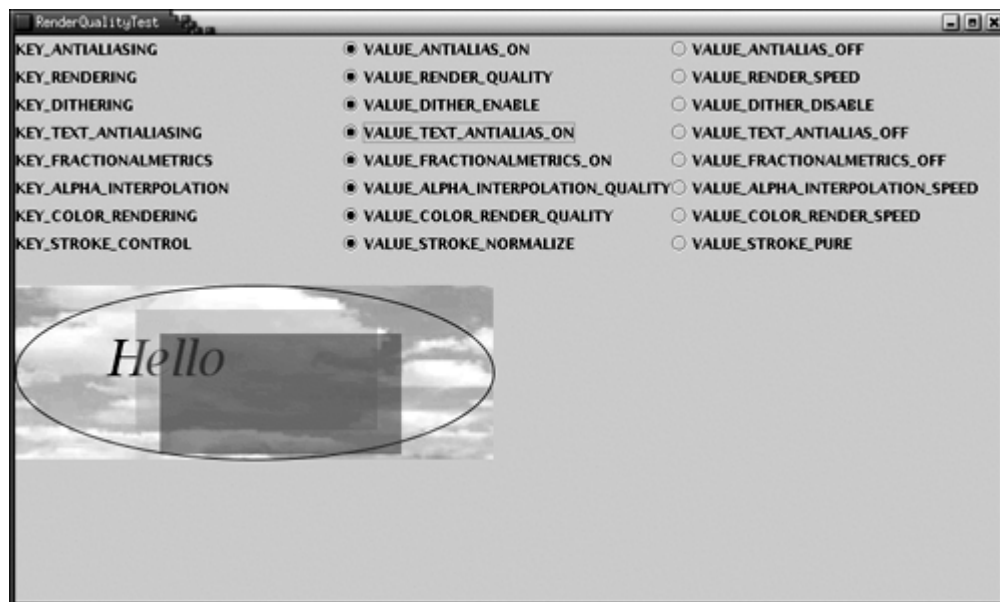 RenderQualityTest
KEY_ANTIALIASING VALUE_ANTIALIAS_ON VALUE_ANTIALIAS_OFF
KEY_RENDERING VALUE_RENDER_QUALITY VALUE_RENDER_SPEED
KEY_DITHERING VALUE_DITHER_ENABLE VALUE_DITHER_DISABLE
KEY_TEXT_ANTIALIASING VALUE_TEXT_ANTIALIAS_ON VALUE_TEXT_ANTIALIAS_OFF
KEY_FRACTIONALMETRICS VALUE_FRACTIONALMETRICS_ON VALUE_FRACTIONALMETRICS_OFF
KEY_ALPHA_INTERPOLATION VALUE_ALPHA_INTERPOLATION_QUALITY VALUE_ALPHA_INTERPOLATION_SPEED
KEY_COLOR_RENDERING VALUE_COLOR_RENDER_QUALITY VALUE_COLOR_RENDER_SPEED
KEY_STROKE_CONTROL VALUE_STROKE_NORMALIZE VALUE_STROKE_PURE
Hello